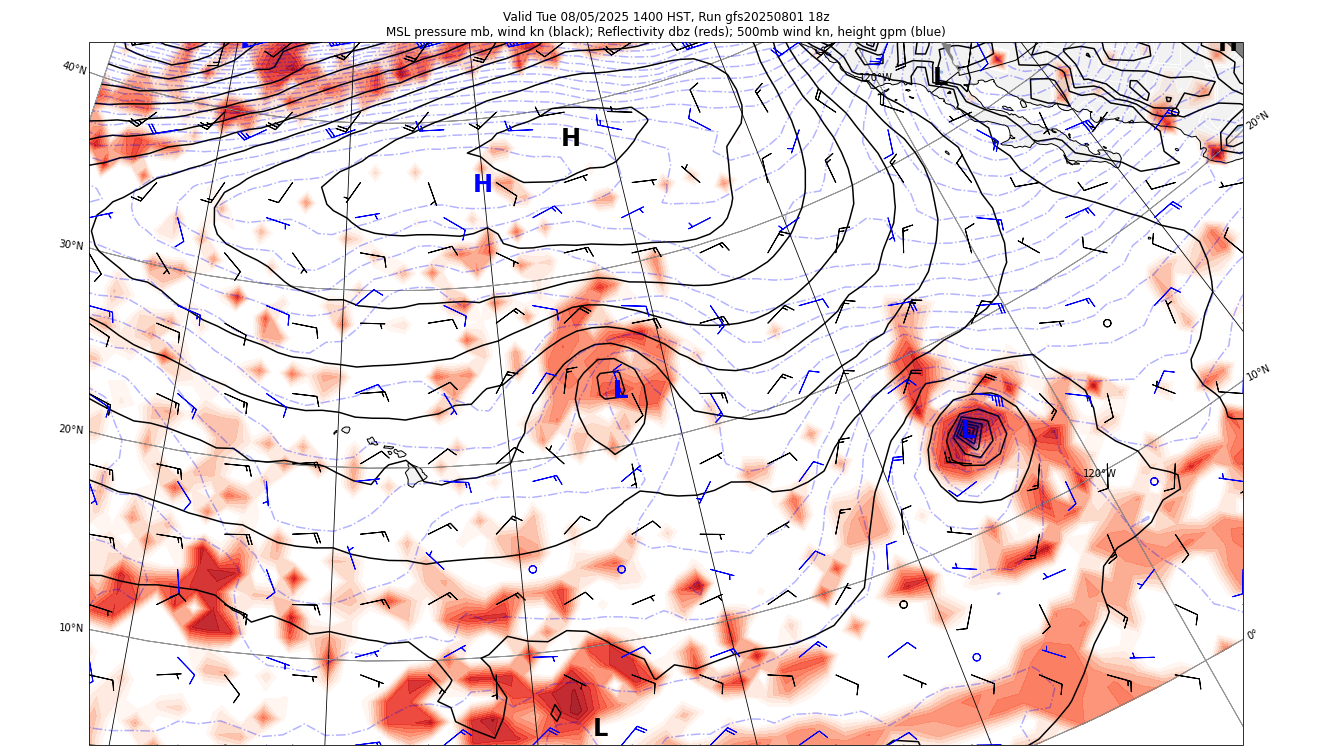 Valid Tue 08/05/2025 1400 HST, Run gfs20250801 18z
MSL pressure mb, wind kn (black); Reflectivity dbz (reds); 500mb wind kn, height gpm (blue)
L
H
40°N
120°W
L
20°N
H
H
30°N
10°N
L
20°N
L
120°W
10°N
0°
L